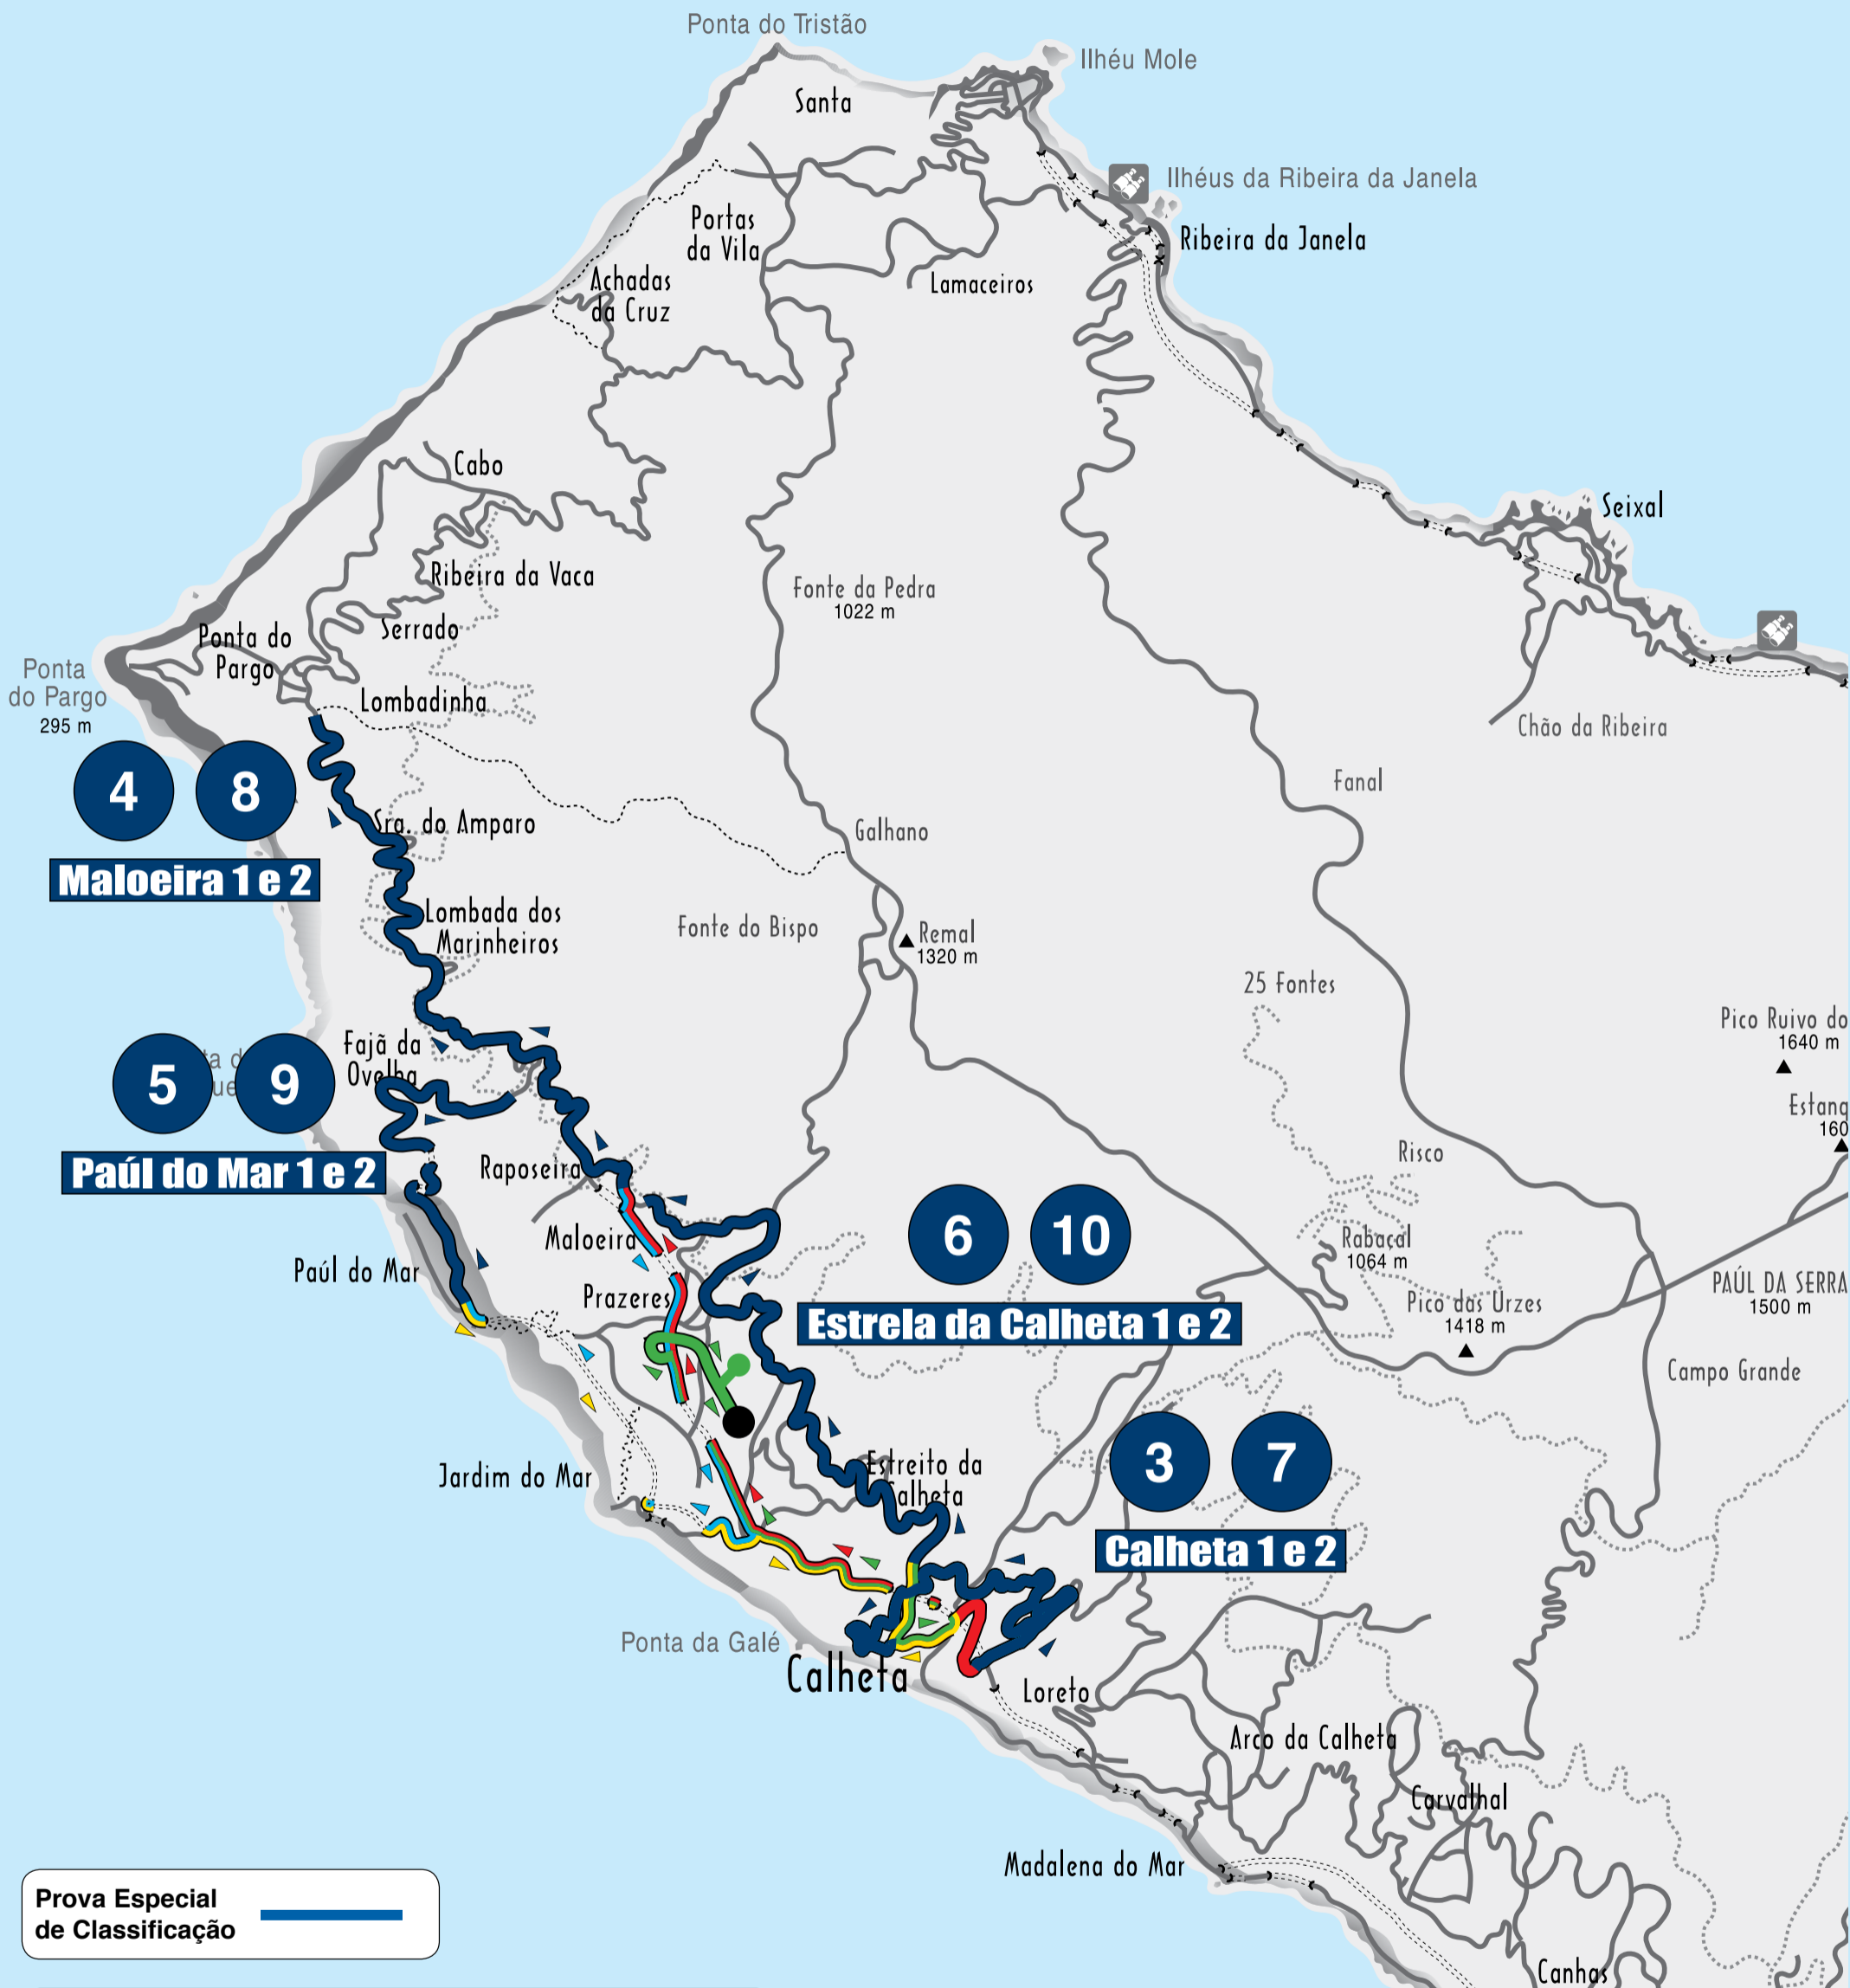 Ponta do Tristão
Ilhéu Mole
Santa
Ilhéus da Ribeira da Janela
Portas
da Vila
Ribeira da Janela
Achadas
da Cruz
Lamaceiros
Cabo
Seixal
Ribeira da Vaca
Fonte da Pedra
1022 m
Serrado
Ponta do
Pargo
Ponta
do Pargo
295 m
Lombadinha
Chão da Ribeira
Fanal
4
8
Sra. do Amparo
Galhano
Maloeira 1 e 2
Lombada dos
Marinheiros
Fonte do Bispo
Remal
1320 m
25 Fontes
Pico Ruivo do
1640 m
Fajã da
Ovelha
5
9
Estanq
160
Risco
Raposeira
Paúl do Mar 1 e 2
6
10
Maloeira
Rabaçal
1064 m
Paúl do Mar
PAÚL DA SERRA
1500 m
Prazeres
Pico das Urzes
1418 m
Estrela da Calheta 1 e 2
Campo Grande
3
7
Estreito da
Calheta
Jardim do Mar
Calheta 1 e 2
Ponta da Galé
Calheta
Loreto
Arco da Calheta
Carvalhal
Madalena do Mar
Prova Especial
de Classificação
Canhas